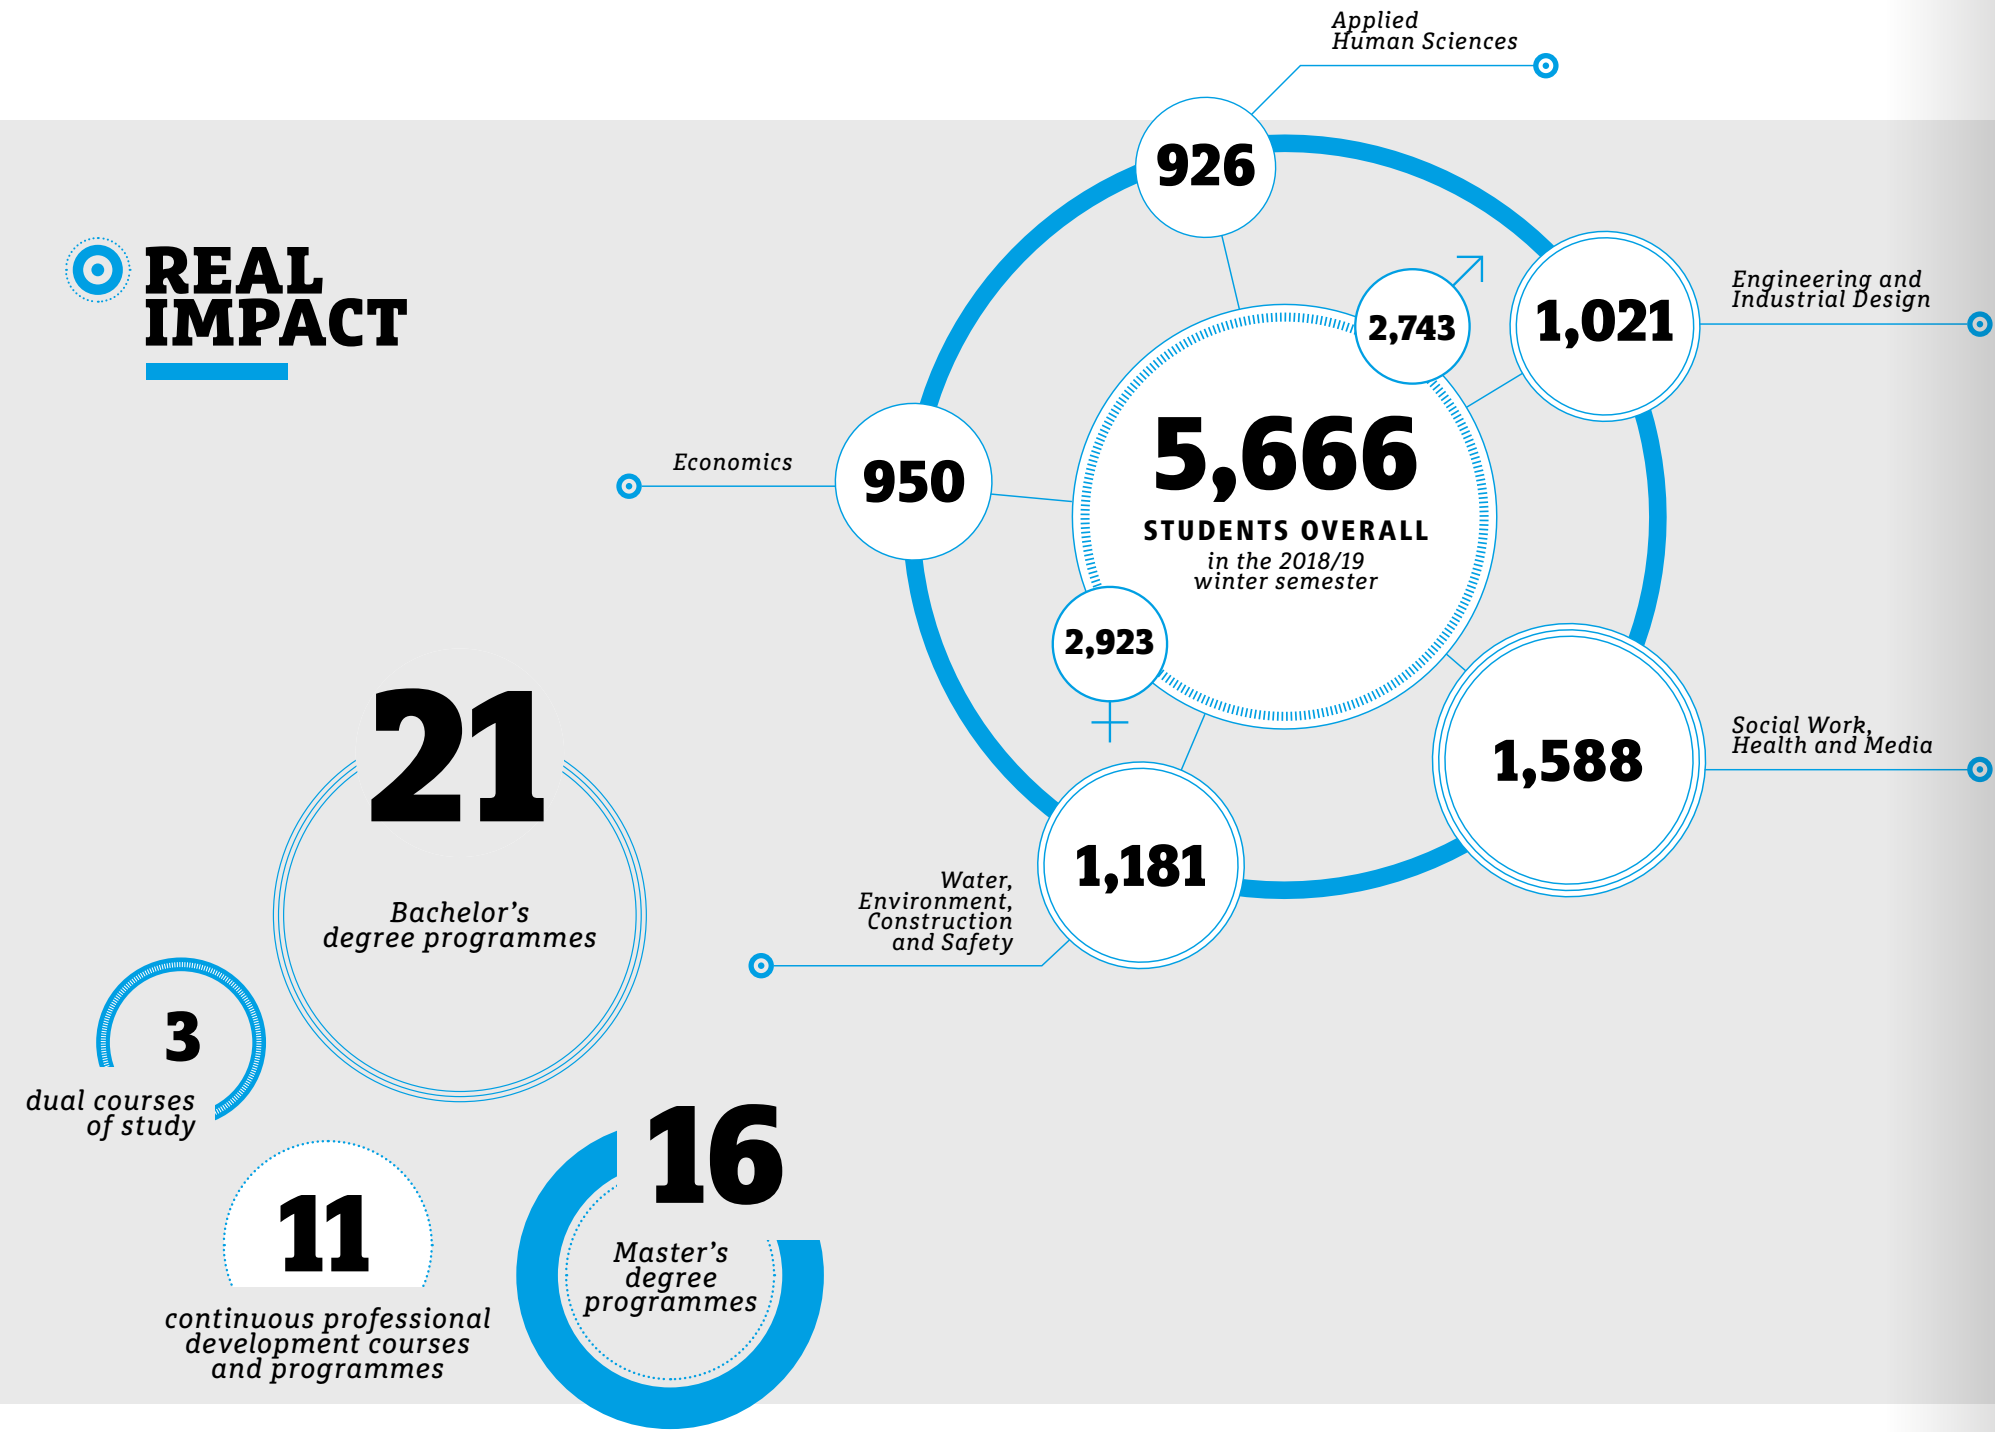 REAL
IMPACT
Applied
Human Sciences
926
2,743
1,021
Engineering and
Industrial Design
Economics
950
5,666
STUDENTS OVERALL
in the 2018/19
winter semester
2,923
1,588
Social Work,
Health and Media
1,181
Water,
Environment,
Construction
and Safety
21
Bachelor's
degree programmes
3
dual courses
of study
11
continuous professional
development courses
and programmes
16
Master's
degree
programmes